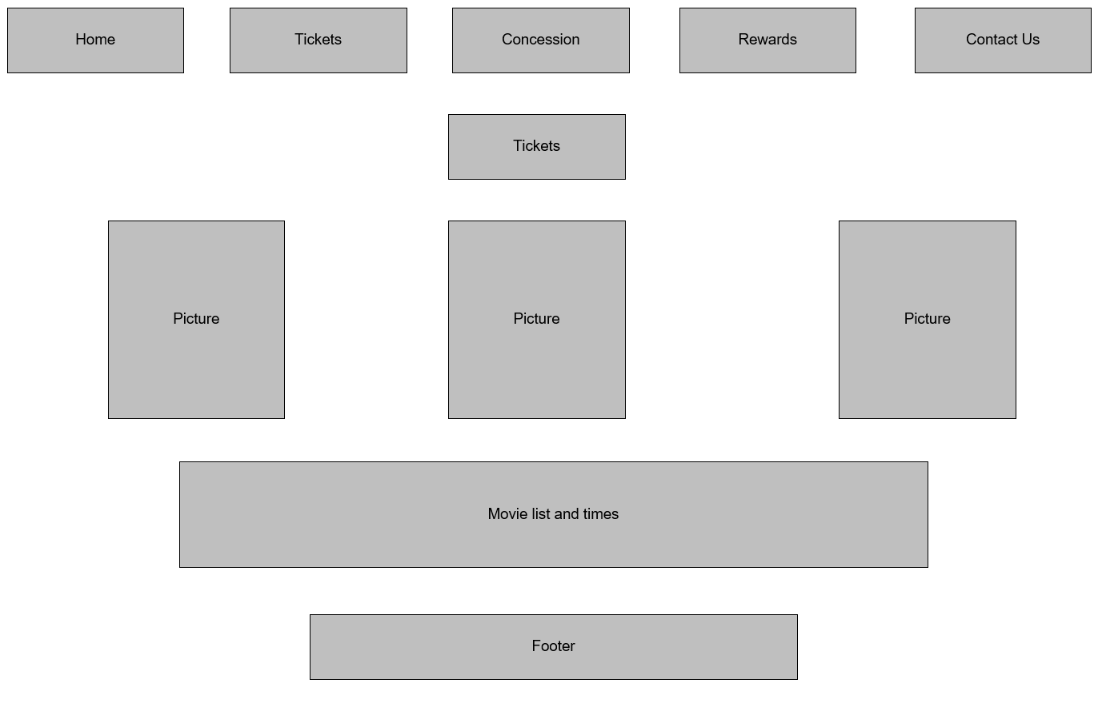 Home
Tickets
Concession
Rewards
Contact Us
Tickets
Picture
Picture
Picture
Movie list and times
Footer